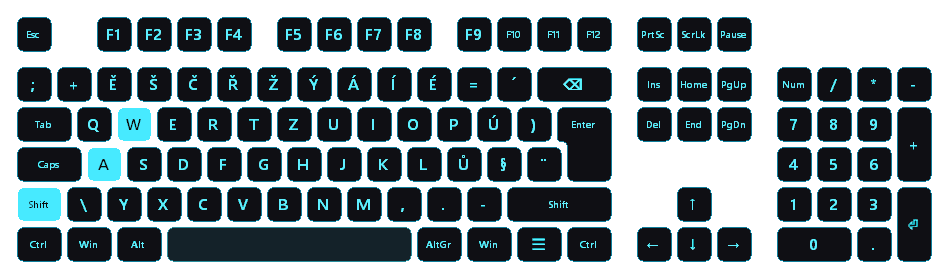 Esc F1 F2 F3 F4 F5 F6 F7 F8 F9 F10 F11 F12 PrtSc ScrLk Pause
; + Ě Š Č Ř Ž Ý Á Í É = ´ ⌫ Ins Home PgUp Num / * -
Tab Q W E R T Z U I O P Ú ) Enter Del End PgDn 7 8 9 +
Caps A S D F G H J K L Ů § ¨ 4 5 6
Shift \ Y X C V B N M , . - Shift ↑ 1 2 3 ⏎
Ctrl Win Alt AltGr Win ☰ Ctrl ← ↓ → 0 .